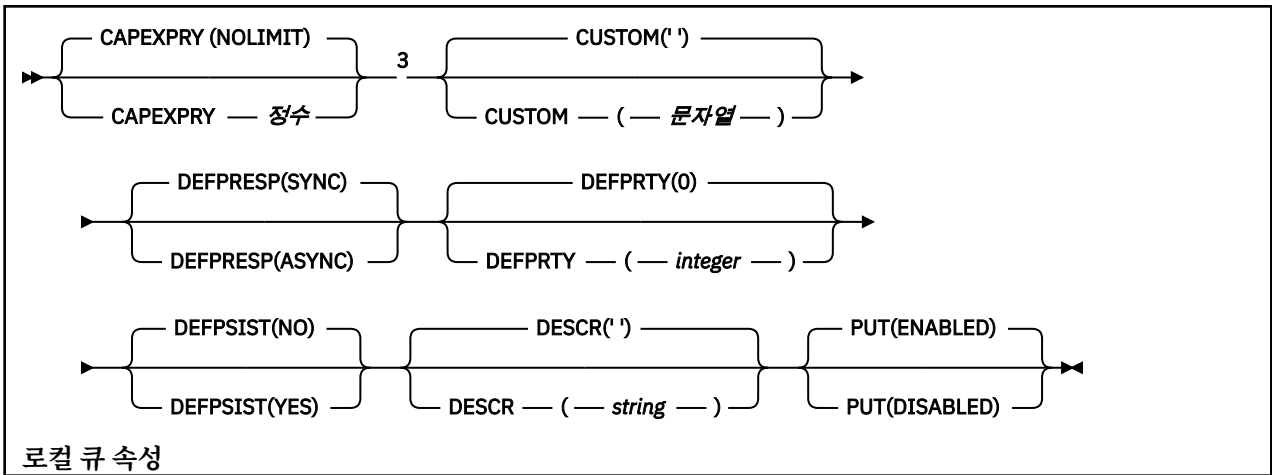 CAPEXPRY (NOLIMIT)
CAPEXPRY 정수
3
CUSTOM(' ')
CUSTOM ( 문자열 )
DEFPRESP(SYNC)
DEFPRESP(ASYNC)
DEFPRTY(0)
DEFPRTY ( integer )
DEFPSIST(NO)
DEFPSIST(YES)
DESCR(' ')
DESCR ( string )
PUT(ENABLED)
PUT(DISABLED)
로컬 큐 속성